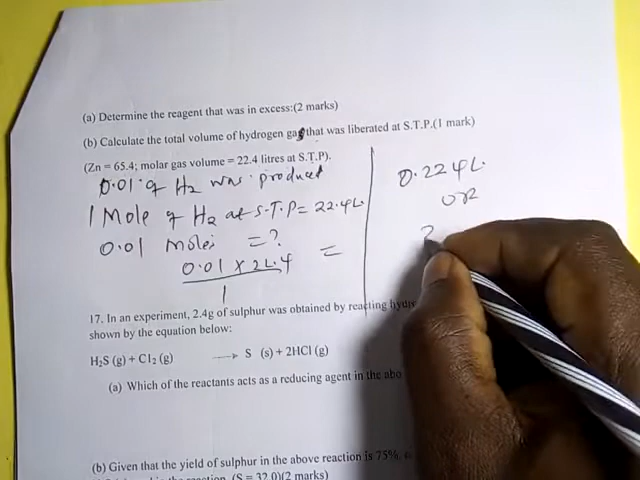 (a) Determine the reagent that was in excess:(2 marks)
(b) Calculate the total volume of hydrogen gas that was liberated at S.T.P.(1 mark)
(Zn = 65.4; molar gas volume = 22.4 litres at S.T.P).
0.01 of H2 was produced
1 Mole of H2 at S.T.P = 22.4L.
0.01 moles = ?
0.01 x 22.4 =
1
0.224L.
OR
2
17. In an experiment, 2.4g of sulphur was obtained by reacting
shown by the equation below:
H₂S (g) + Cl₂ (g) → S (s) + 2HCl (g)
(a) Which of the reactants acts as a reducing agent in the
(b) Given that the yield of sulphur in the above reaction is 75%,
(S = 32.0)(2 marks)